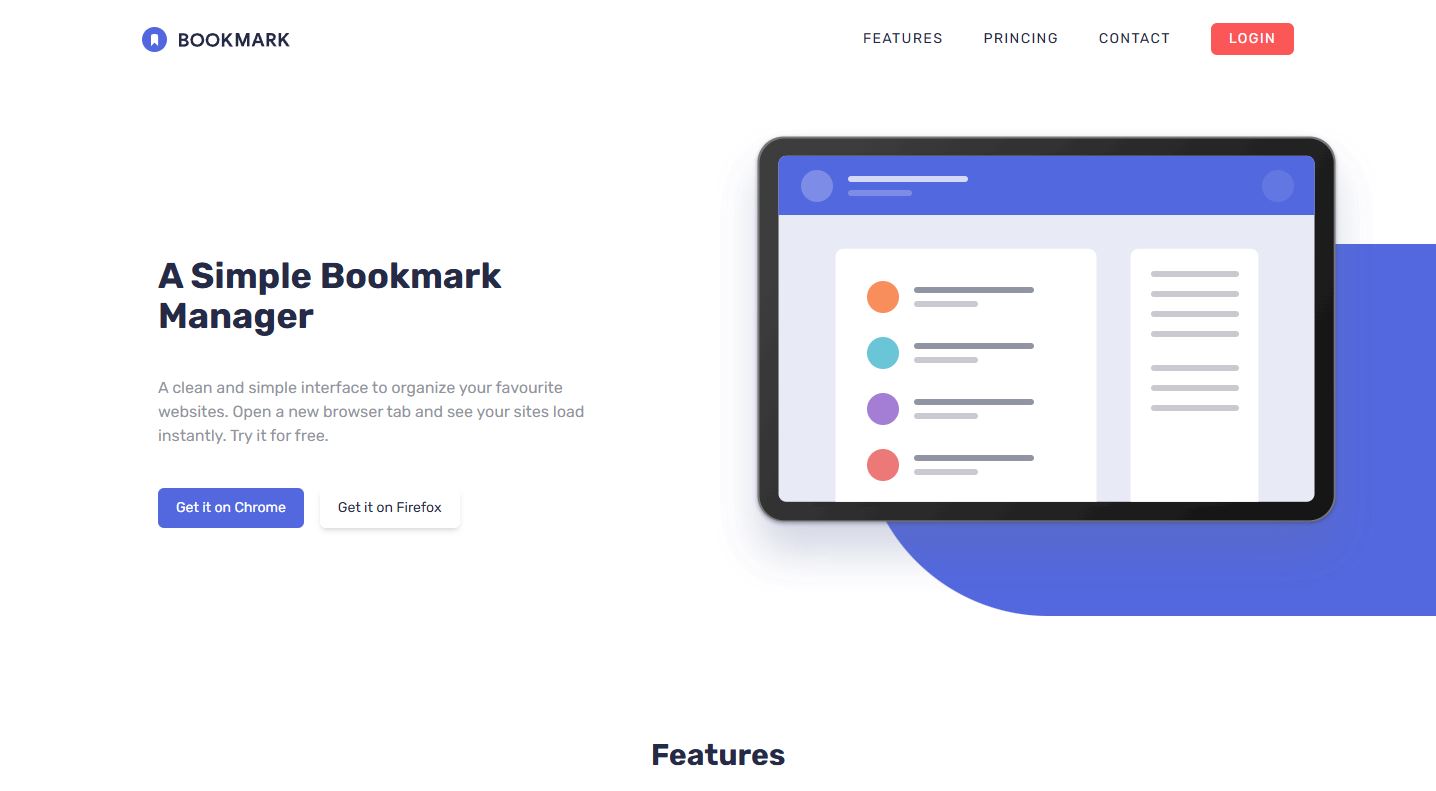 BOOKMARK
FEATURES
PRINCING
CONTACT
LOGIN
A Simple Bookmark
Manager
A clean and simple interface to organize your favourite
websites. Open a new browser tab and see your sites load
instantly. Try it for free.
Get it on Chrome
Get it on Firefox
Features